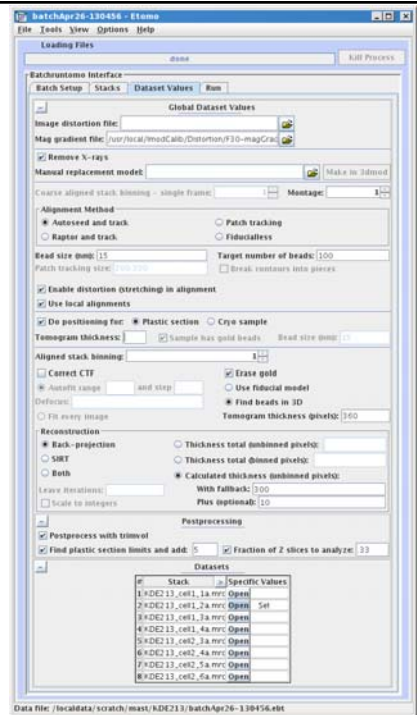 batchApr26-130456 - Etomo
File Tools View Options Help
Loading Files
done
Kill Process
Batchruntomo Interface
Batch Setup Stacks Dataset Values Run
Global Dataset Values
Image distortion file:
Mag gradient file: /usr/local/ImodCalib/Distortion/F30-magGrad
Remove X-rays
Manual replacement model: Make in 3dmod
Coarse aligned stack binning - single frame: 1 Montage: 1
Alignment Method
Autoseed and track Patch tracking
Raptor and track Fiducialless
Bead size (nm): 15 Target number of beads: 100
Patch tracking size: Break contours into pieces
Enable distortion (stretching) in alignment
Use local alignments
Do positioning for: Plastic section Cryo sample
Tomogram thickness: Sample has gold beads Bead size (nm): 15
Aligned stack binning: 1
Correct CTF Erase gold
Autofit range and step Use fiducial model
Defocus: Find beads in 3D
Fit every image Tomogram thickness (pixels): 360
Reconstruction
Back-projection Thickness total (unbinned pixels):
SIRT Thickness total (binned pixels):
Both Calculated thickness (unbinned pixels):
Leave iterations: With fallback: 300
Scale to integers Plus (optional): 10
Postprocessing
Postprocess with trimvol
Find plastic section limits and add: 5 Fraction of Z slices to analyze: 33
Datasets
# Stack > Specific Values
1 KDE213_cell1_1a.mrc Open
2 KDE213_cell1_2a.mrc Open Set
3 KDE213_cell1_3a.mrc Open
4 KDE213_cell1_4a.mrc Open
5 KDE213_cell2_3a.mrc Open
6 KDE213_cell2_4a.mrc Open
7 KDE213_cell2_5a.mrc Open
8 KDE213_cell2_6a.mrc Open
Data file: /localdata/scratch/mast/KDE213/batchApr26-130456.ebt